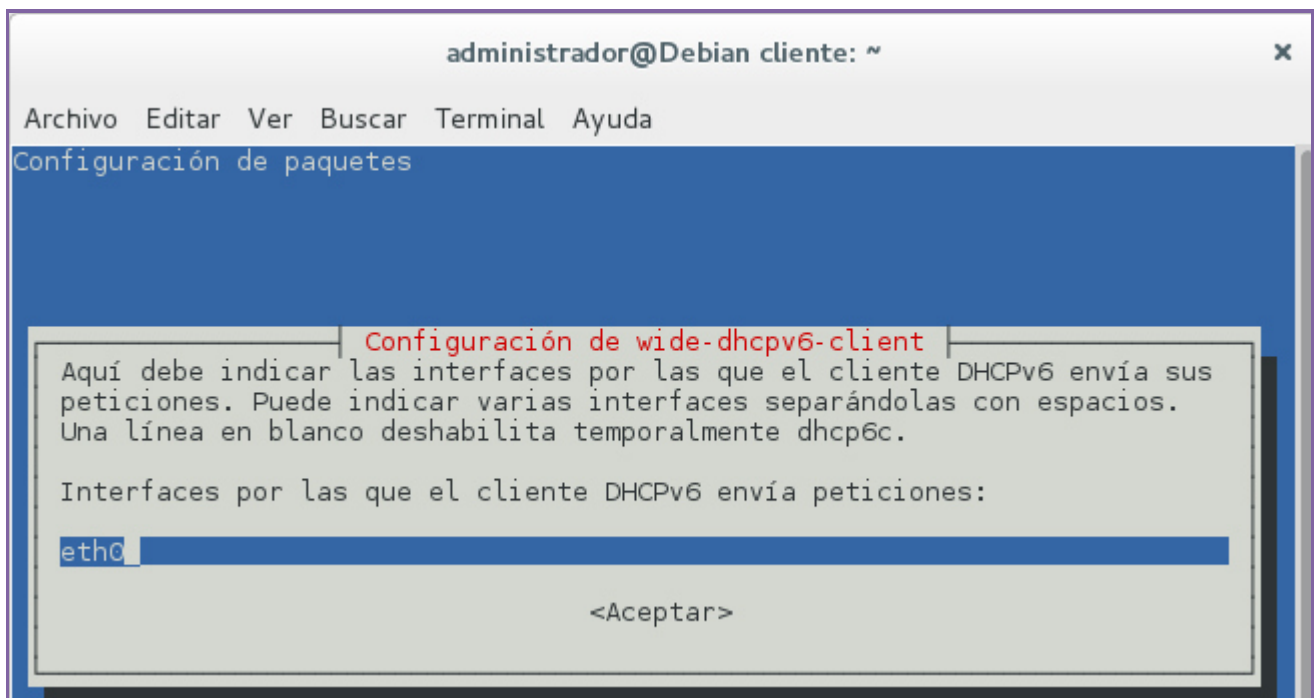 administrador@Debian cliente: ~
Archivo Editar Ver Buscar Terminal Ayuda
Configuración de paquetes
Configuración de wide-dhcpv6-client
Aquí debe indicar las interfaces por las que el cliente DHCPv6 envía sus
peticiones. Puede indicar varias interfaces separándolas con espacios.
Una línea en blanco deshabilita temporalmente dhcp6c.
Interfaces por las que el cliente DHCPv6 envía peticiones:
eth0
<Aceptar>